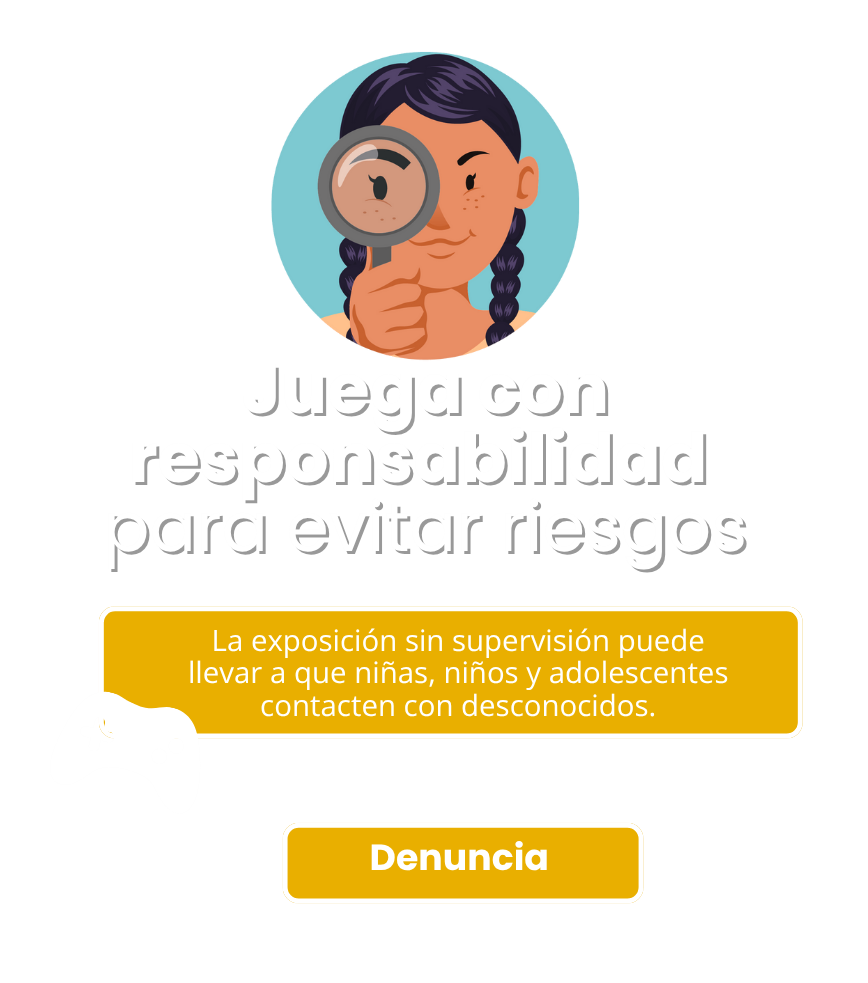 Juega con
responsabilidad
para evitar riesgos
La exposición sin supervisión puede
llevar a que niñas, niños y adolescentes
contacten con desconocidos.
Denuncia